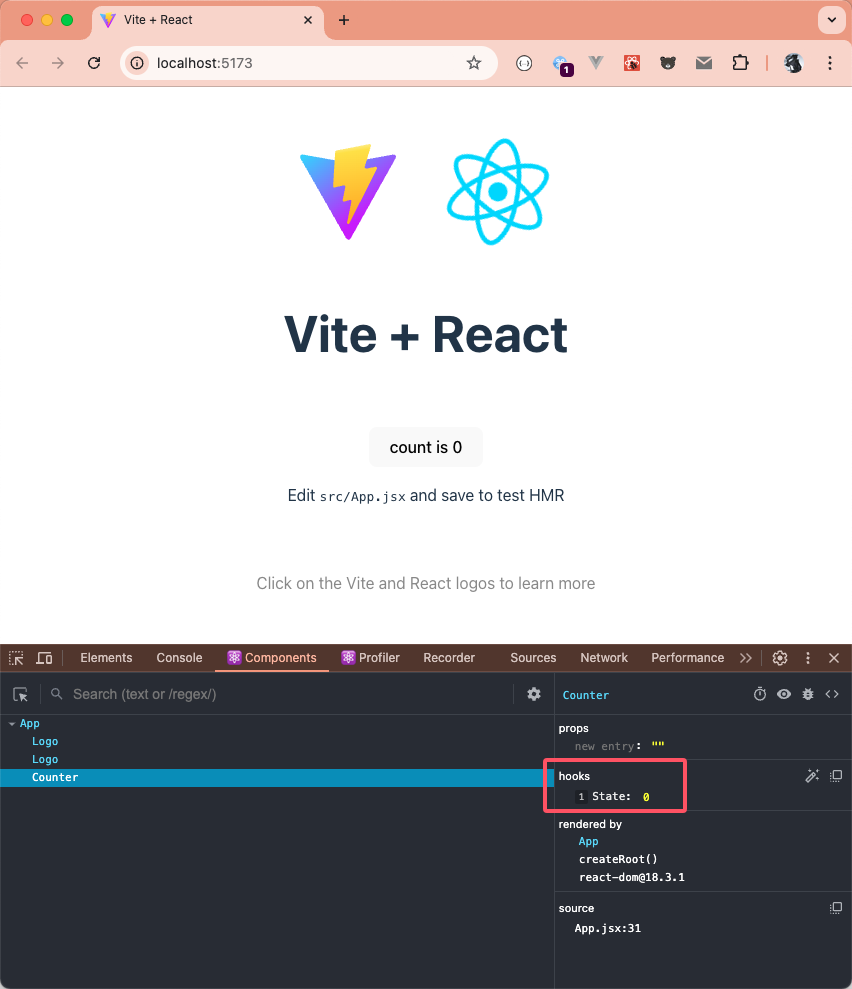 Vite + React
localhost:5173
1
Vite + React
count is 0
Edit src/App.jsx and save to test HMR
Click on the Vite and React logos to learn more
Elements Console Components Profiler Recorder Sources Network Performance
Search (text or /regex/)
Counter
App
Logo
Logo
Counter
props
new entry: ""
hooks
1 State: 0
rendered by
App
createRoot()
react-dom@18.3.1
source
App.jsx:31